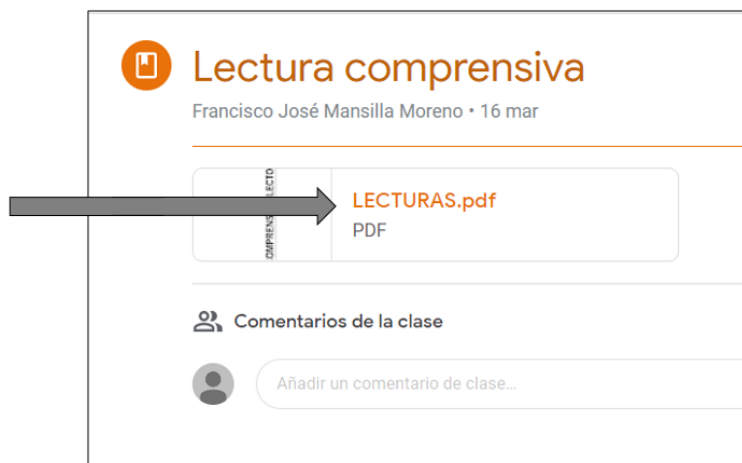 Lectura comprensiva
Francisco José Mansilla Moreno • 16 mar
LECTURAS.pdf
PDF
Comentarios de la clase
Añadir un comentario de clase...